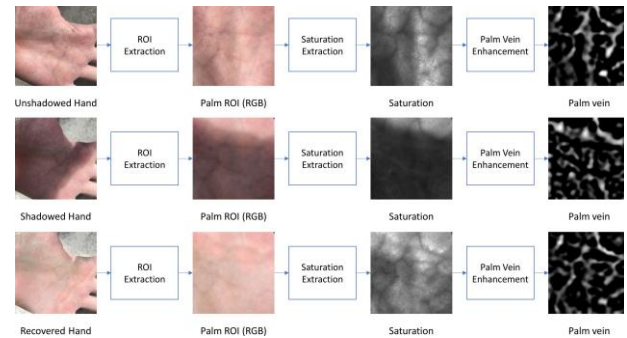 ROI
Extraction
Saturation
Extraction
Palm Vein
Enhancement
Unshadowed Hand
Palm ROI (RGB)
Saturation
Palm vein
ROI
Extraction
Saturation
Extraction
Palm Vein
Enhancement
Shadowed Hand
Palm ROI (RGB)
Saturation
Palm vein
ROI
Extraction
Saturation
Extraction
Palm Vein
Enhancement
Recovered Hand
Palm ROI (RGB)
Saturation
Palm vein